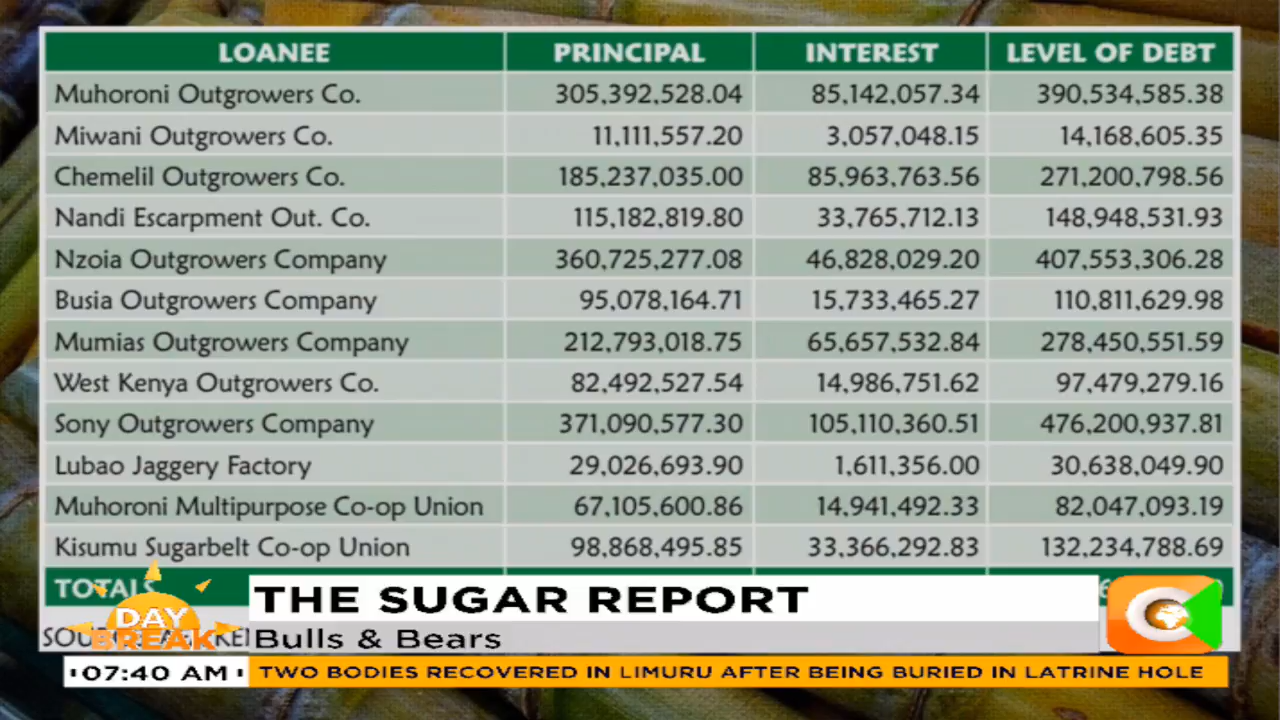 LOANEE PRINCIPAL INTEREST LEVEL OF DEBT
Muhoroni Outgrowers Co. 305,392,528.04 85,142,057.34 390,534,585.38
Miwani Outgrowers Co. 11,111,557.20 3,057,048.15 14,168,605.35
Chemelil Outgrowers Co. 185,237,035.00 85,963,763.56 271,200,798.56
Nandi Escarpment Out. Co. 115,182,819.80 33,765,712.13 148,948,531.93
Nzoia Outgrowers Company 360,725,277.08 46,828,029.20 407,553,306.28
Busia Outgrowers Company 95,078,164.71 15,733,465.27 110,811,629.98
Mumias Outgrowers Company 212,793,018.75 65,657,532.84 278,450,551.59
West Kenya Outgrowers Co. 82,492,527.54 14,986,751.62 97,479,279.16
Sony Outgrowers Company 371,090,577.30 105,110,360.51 476,200,937.81
Lubao Jaggery Factory 29,026,693.90 1,611,356.00 30,638,049.90
Muhoroni Multipurpose Co-op Union 67,105,600.86 14,941,492.33 82,047,093.19
Kisumu Sugarbelt Co-op Union 98,868,495.85 33,366,292.83 132,234,788.69
TOTALS
DAY
BREAK
THE SUGAR REPORT
Bulls & Bears
07:40 AM TWO BODIES RECOVERED IN LIMURU AFTER BEING BURIED IN LATRINE HOLE